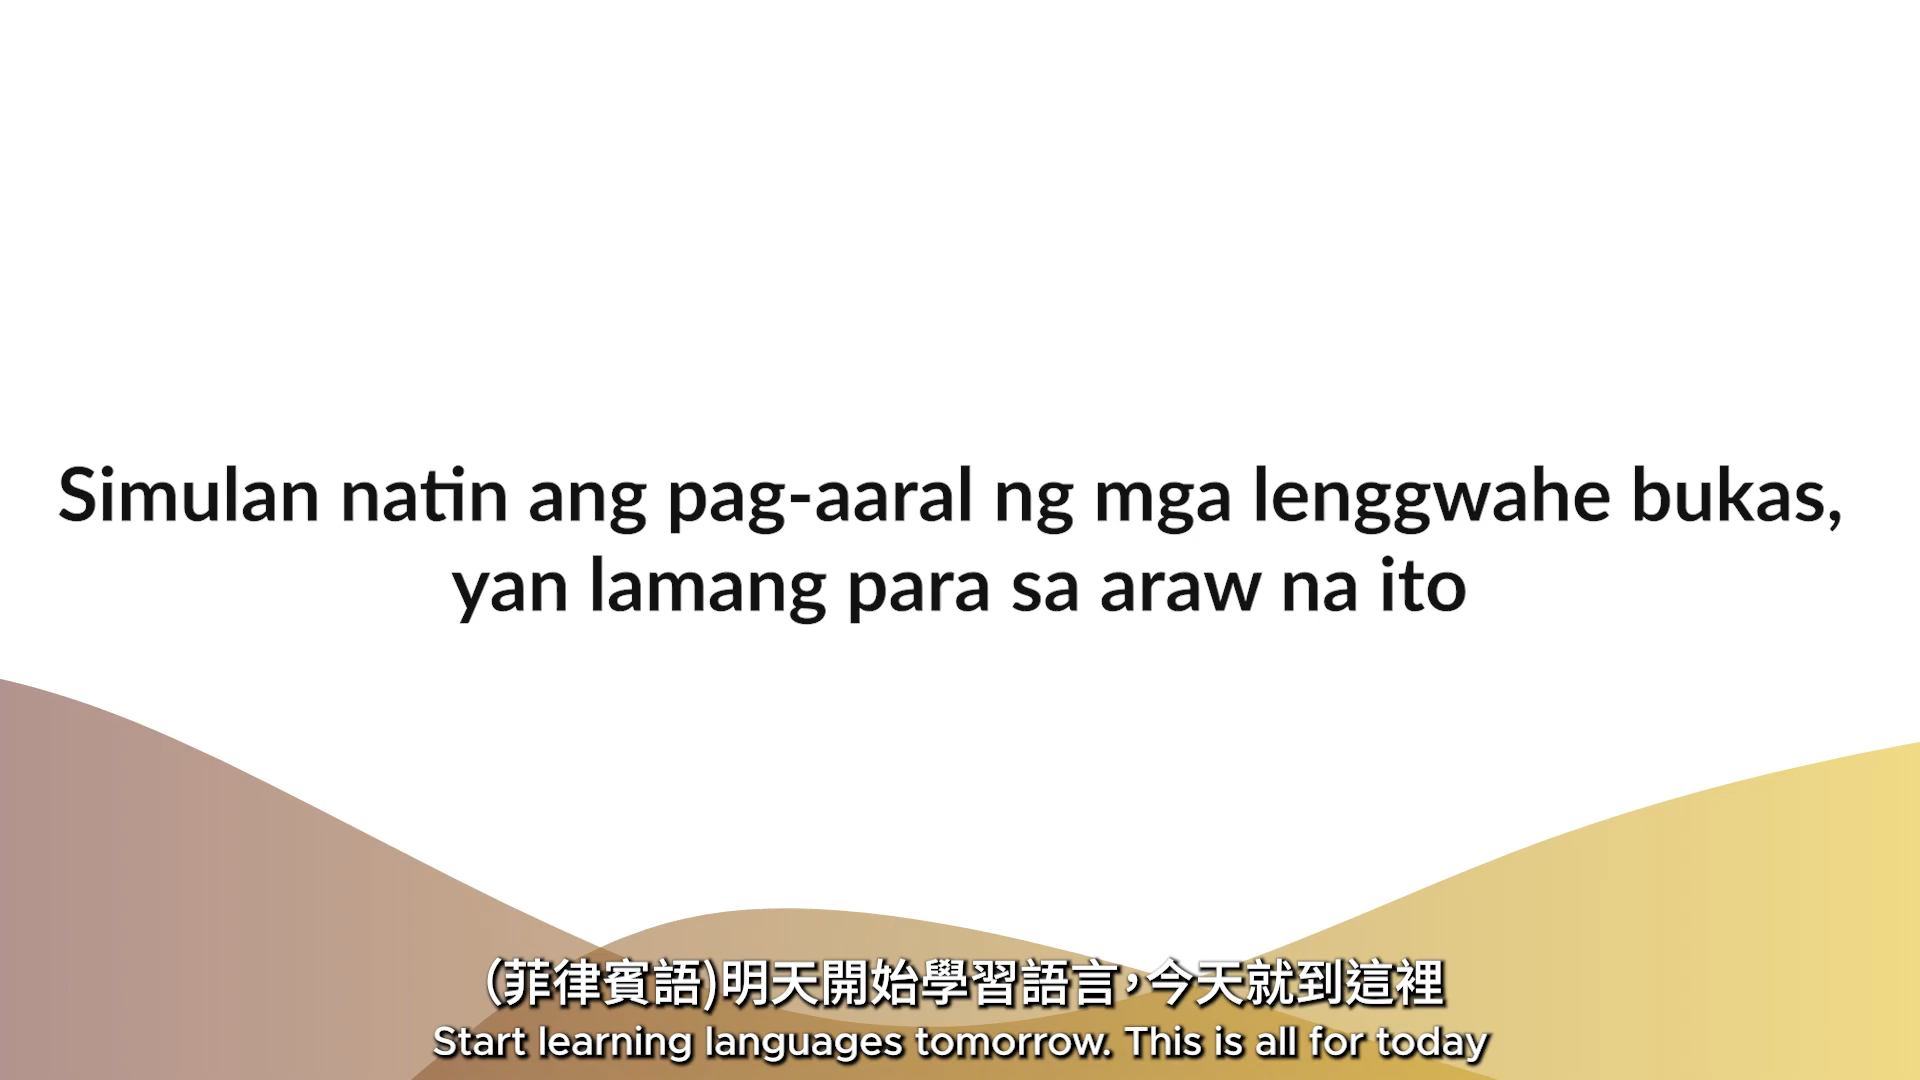 Simulan natin ang pag-aaral ng mga lenggwahe bukas,
yan lamang para sa araw na ito
(菲律賓語)明天開始學習語言,今天就到這裡
Start learning languages tomorrow. This is all for today